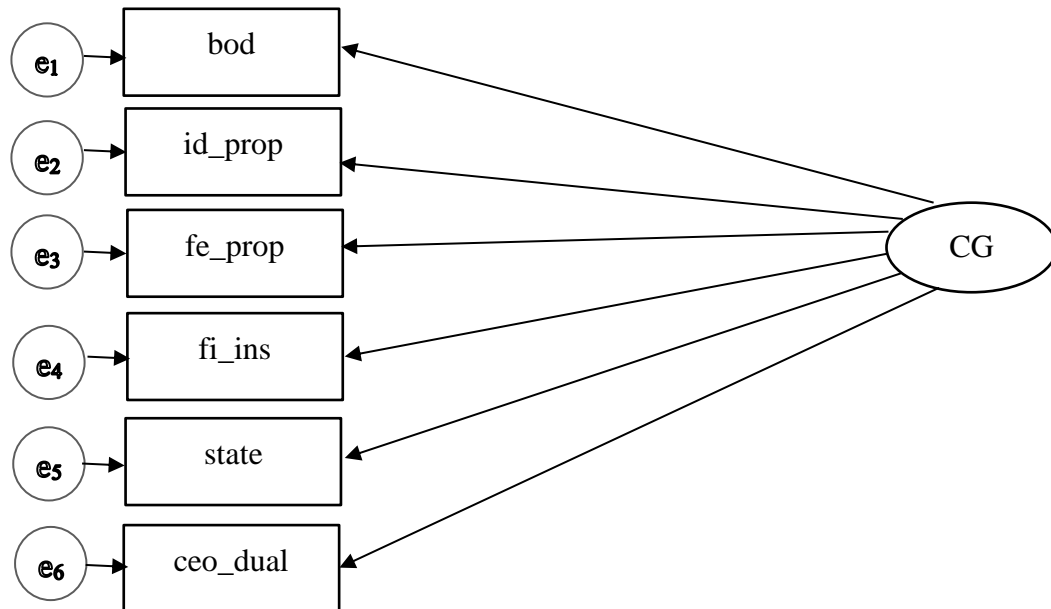 e₁ bod
e₂ id_prop
e₃ fe_prop
CG
e₄ fi_ins
e₅ state
e₆ ceo_dual